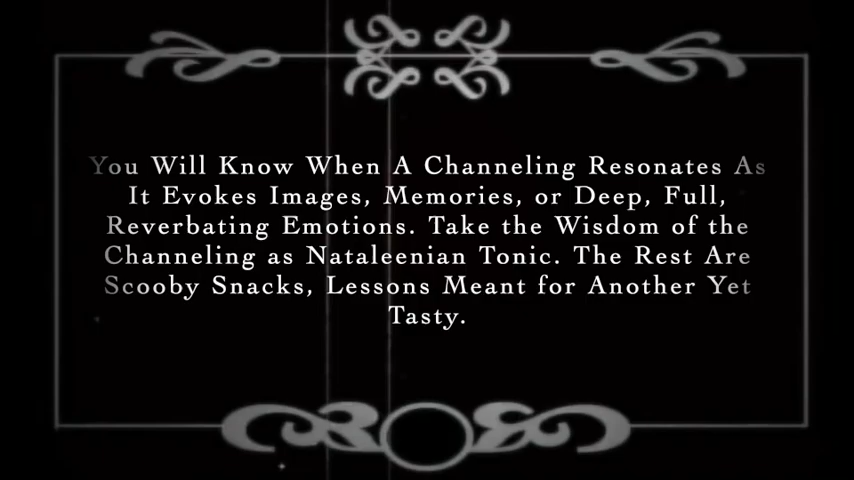 You Will Know When A Channeling Resonates As
It Evokes Images, Memories, or Deep, Full,
Reverbating Emotions. Take the Wisdom of the
Channeling as Nataleenian Tonic. The Rest Are
Scooby Snacks, Lessons Meant for Another Yet
Tasty.